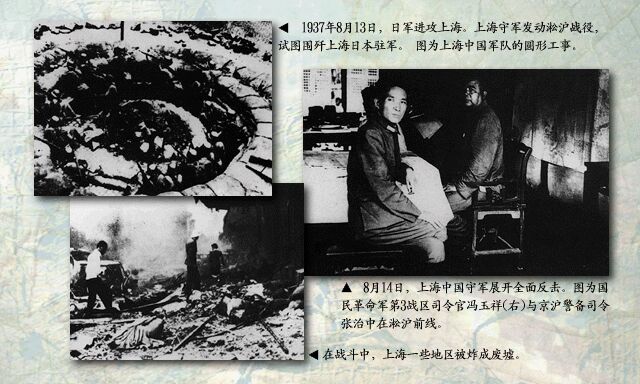 ◀ 1937年8月13日，日军进攻上海。上海守军发动淞沪战役，
试图围歼上海日本驻军。 图为上海中国军队的圆形工事。
▲ 8月14日，上海中国守军展开全面反击。图为国
民革命军第3战区司令官冯玉祥(右)与京沪警备司令
张治中在淞沪前线。
◀ 在战斗中，上海一些地区被炸成废墟。